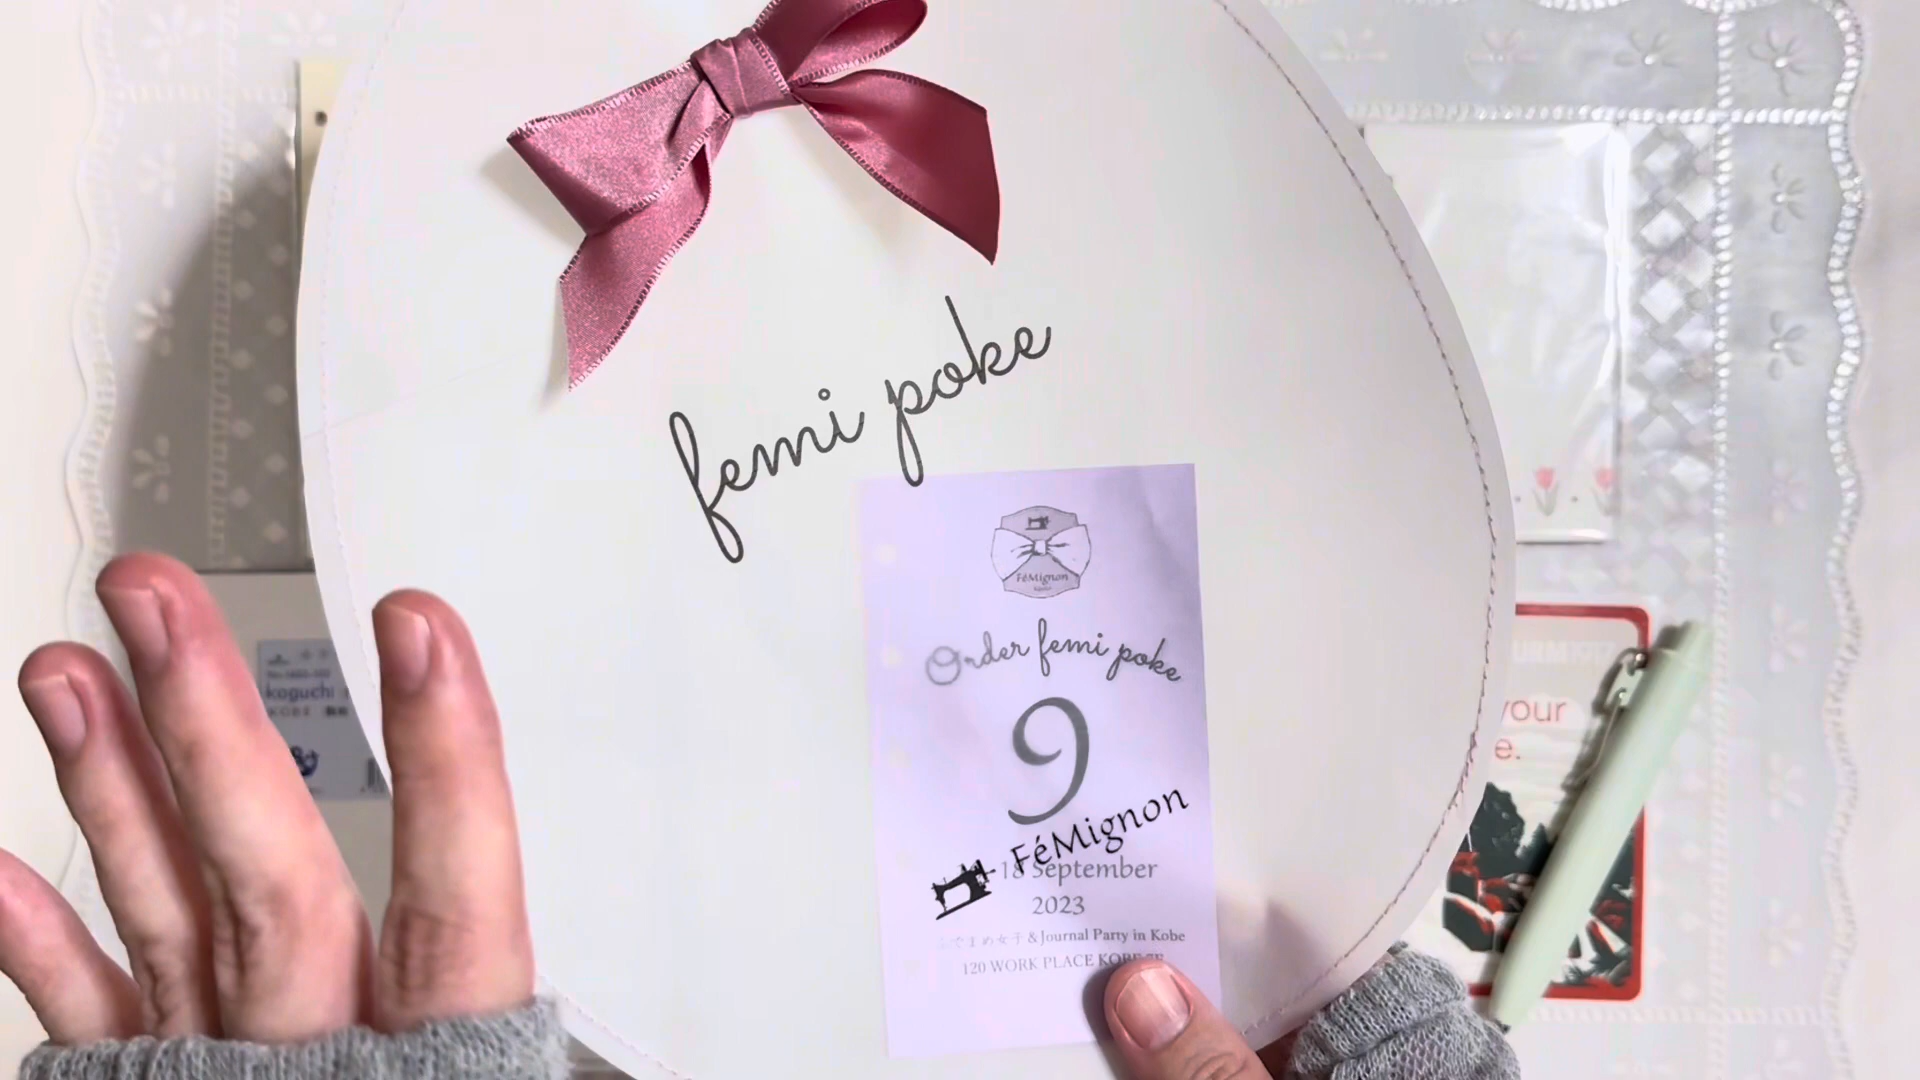 femi poke
FéMignon
Order femi poke
9
FéMignon
18 September
2023
でまめ女子 & Journal Party in Kobe
120 WORK PLACE KOBE
koguchi
KOBE
your
e.